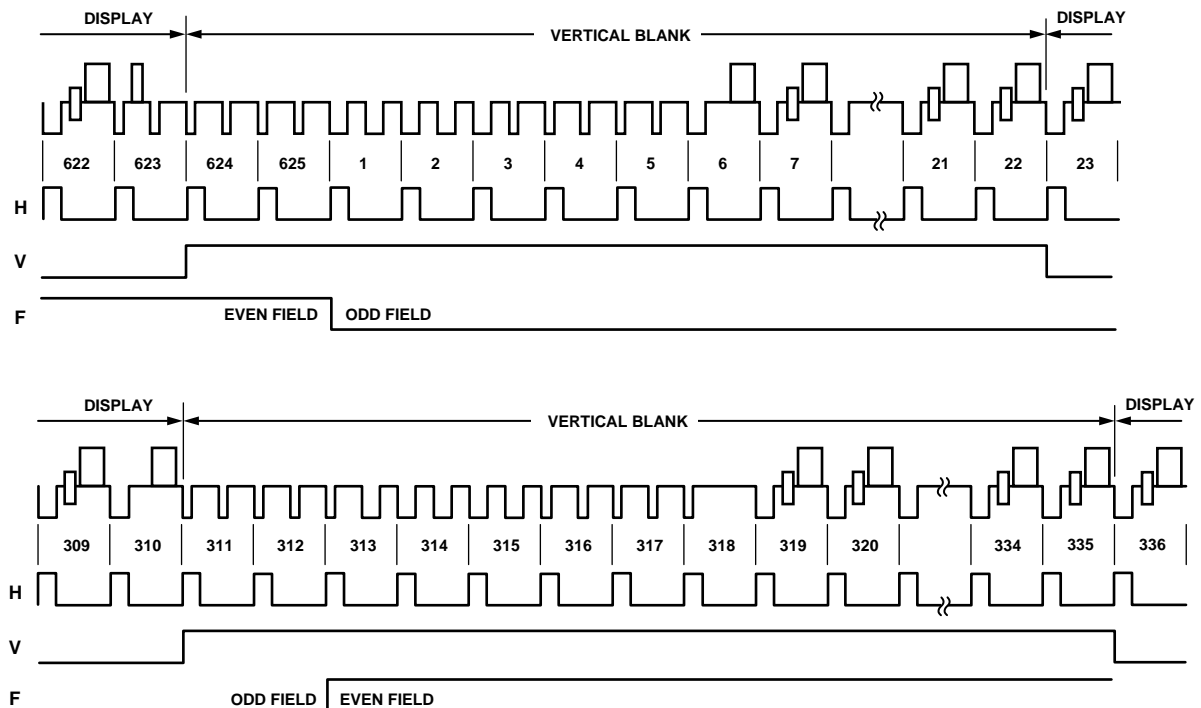 DISPLAY VERTICAL BLANK DISPLAY
622 623 624 625 1 2 3 4 5 6 7 21 22 23
H
V
F EVEN FIELD ODD FIELD
DISPLAY VERTICAL BLANK DISPLAY
309 310 311 312 313 314 315 316 317 318 319 320 334 335 336
H
V
F ODD FIELD EVEN FIELD